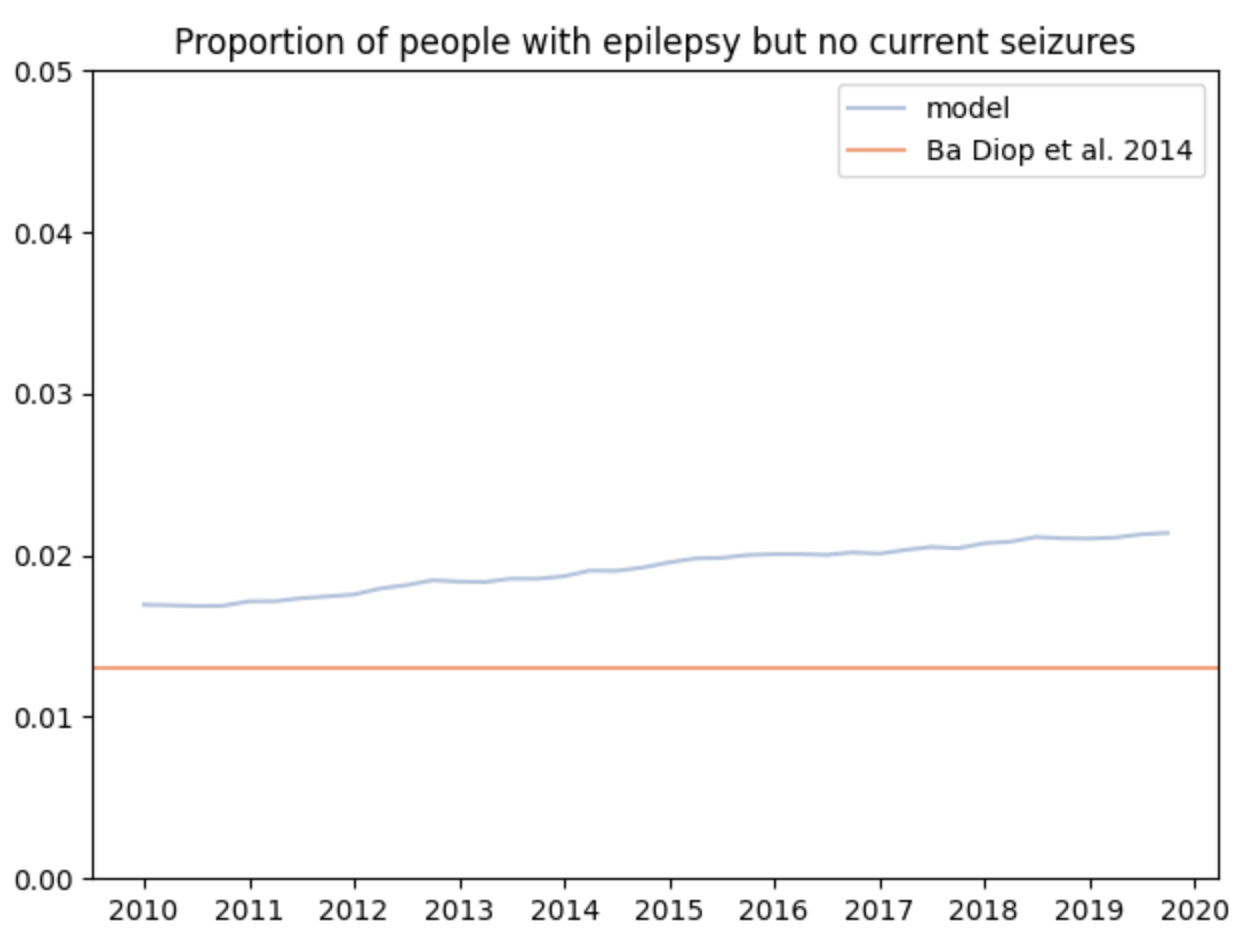 Proportion of people with epilepsy but no current seizures
0.05
model
Ba Diop et al. 2014
0.04
0.03
0.02
0.01
0.00
2010 2011 2012 2013 2014 2015 2016 2017 2018 2019 2020